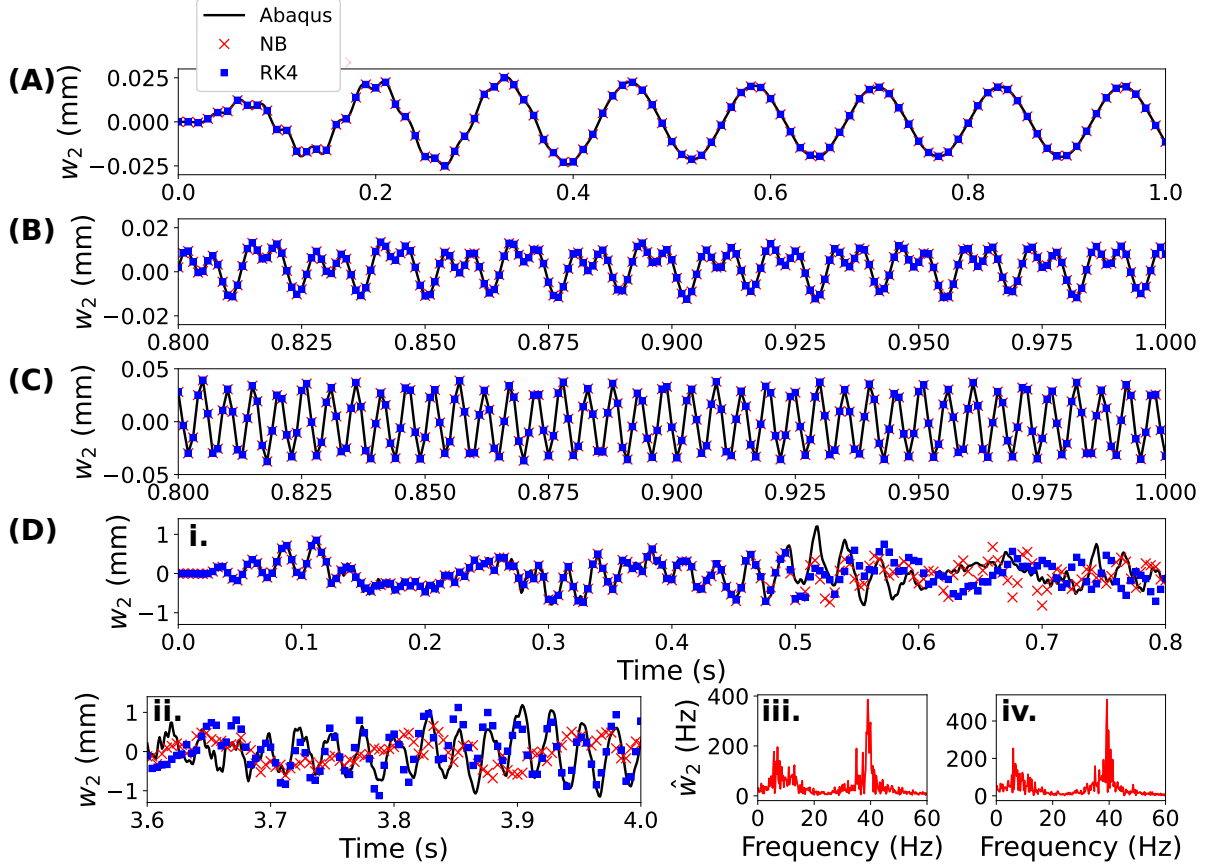 Abaqus
NB
RK4
(A)
w2 (mm)
0.025
0.000
−0.025
0.0 0.2 0.4 0.6 0.8 1.0
(B)
w2 (mm)
0.02
0.00
−0.02
0.800 0.825 0.850 0.875 0.900 0.925 0.950 0.975 1.000
(C)
w2 (mm)
0.05
0.00
−0.05
0.800 0.825 0.850 0.875 0.900 0.925 0.950 0.975 1.000
(D)
i.
w2 (mm)
1
0
−1
0.0 0.1 0.2 0.3 0.4 0.5 0.6 0.7 0.8
Time (s)
ii.
w2 (mm)
1
0
−1
3.6 3.7 3.8 3.9 4.0
Time (s)
iii.
ŵ2 (Hz)
400
200
0
0 20 40 60
Frequency (Hz)
iv.
400
200
0
0 20 40 60
Frequency (Hz)